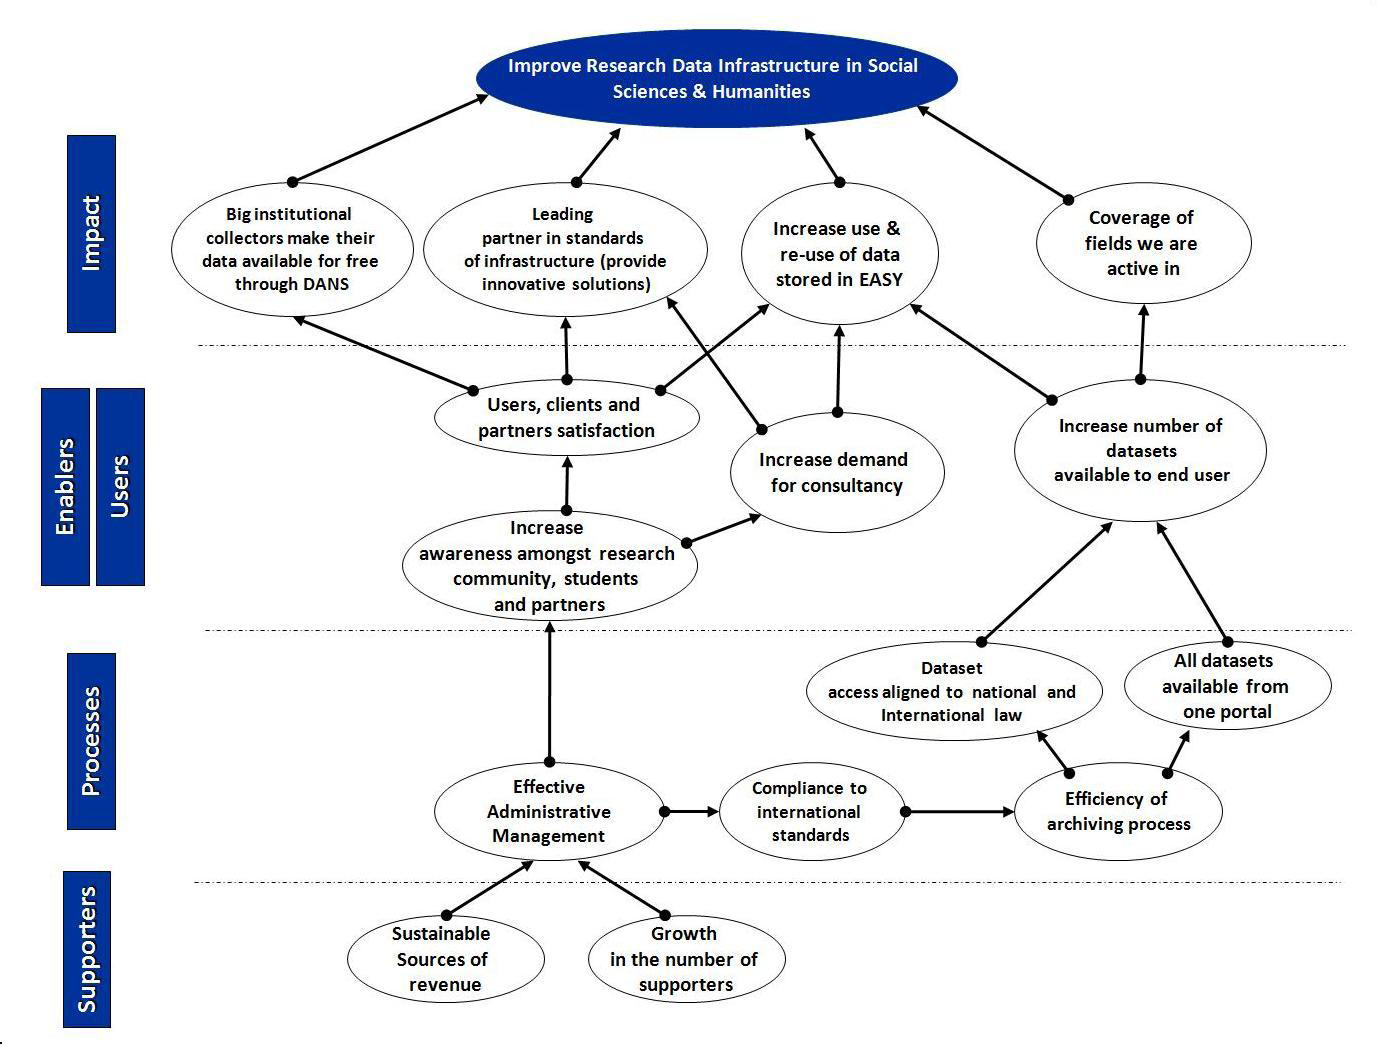 Improve Research Data Infrastructure in Social
Sciences & Humanities
Impact
Big institutional
collectors make their
data available for free
through DANS
Leading
partner in standards
of infrastructure (provide
innovative solutions)
Increase use &
re-use of data
stored in EASY
Coverage of
fields we are
active in
Enablers
Users
Users, clients and
partners satisfaction
Increase demand
for consultancy
Increase number of
datasets
available to end user
Increase
awareness amongst research
community, students
and partners
Processes
Dataset
access aligned to national and
International law
All datasets
available from
one portal
Effective
Administrative
Management
Compliance to
international
standards
Efficiency of
archiving process
Supporters
Sustainable
Sources of
revenue
Growth
in the number of
supporters